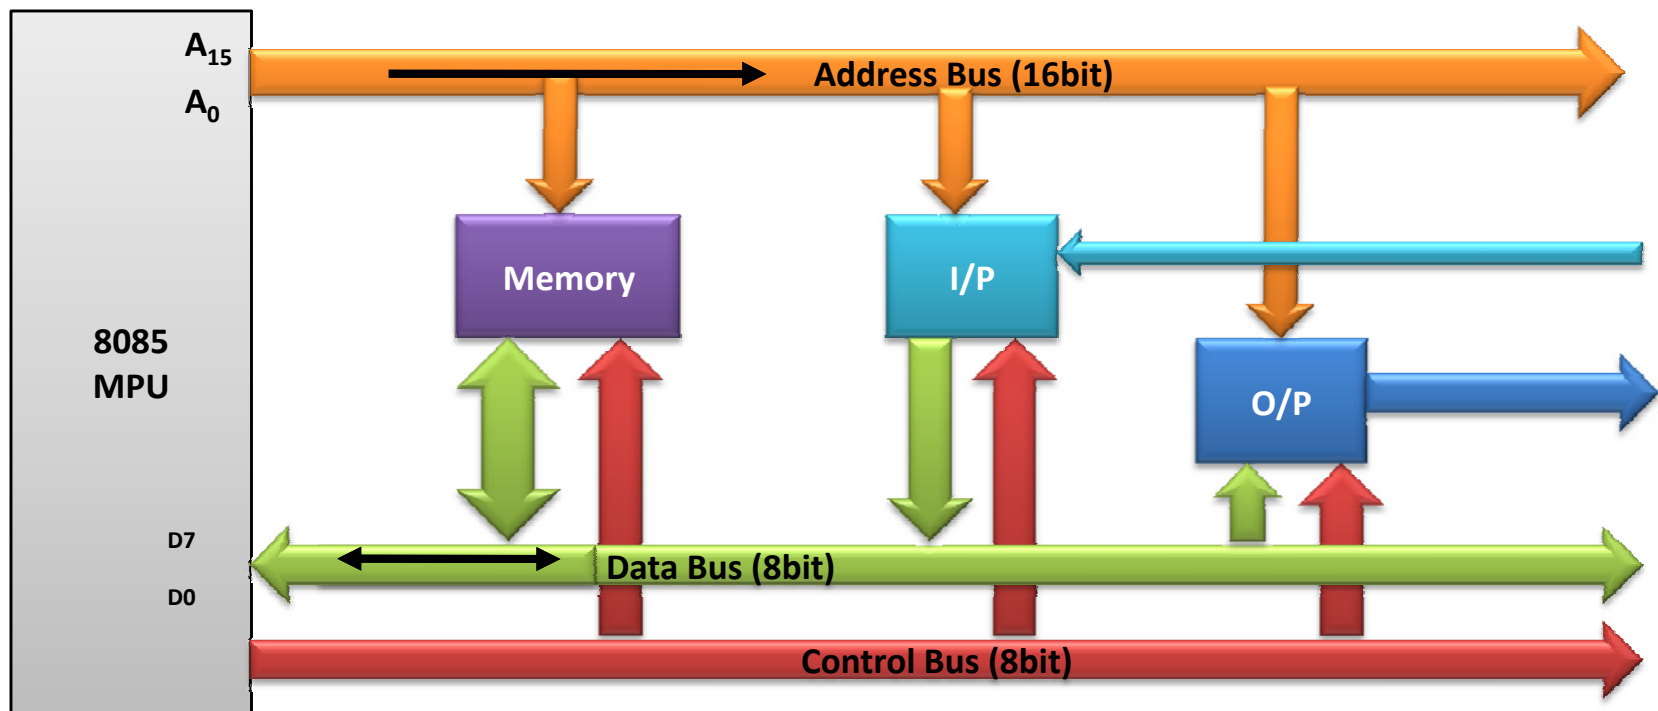 A15
A0
Address Bus (16bit)
Memory
I/P
8085
MPU
O/P
D7
D0
Data Bus (8bit)
Control Bus (8bit)